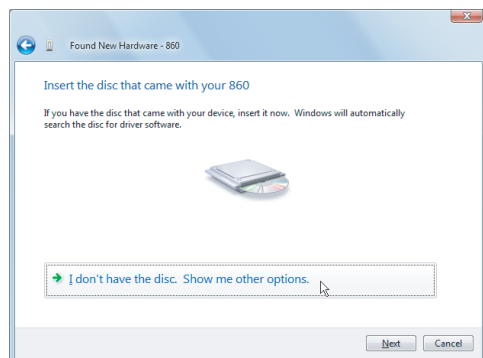 Found New Hardware - 860
Insert the disc that came with your 860
If you have the disc that came with your device, insert it now.  Windows will automatically
search the disc for driver software.
I don't have the disc.  Show me other options.
Next
Cancel